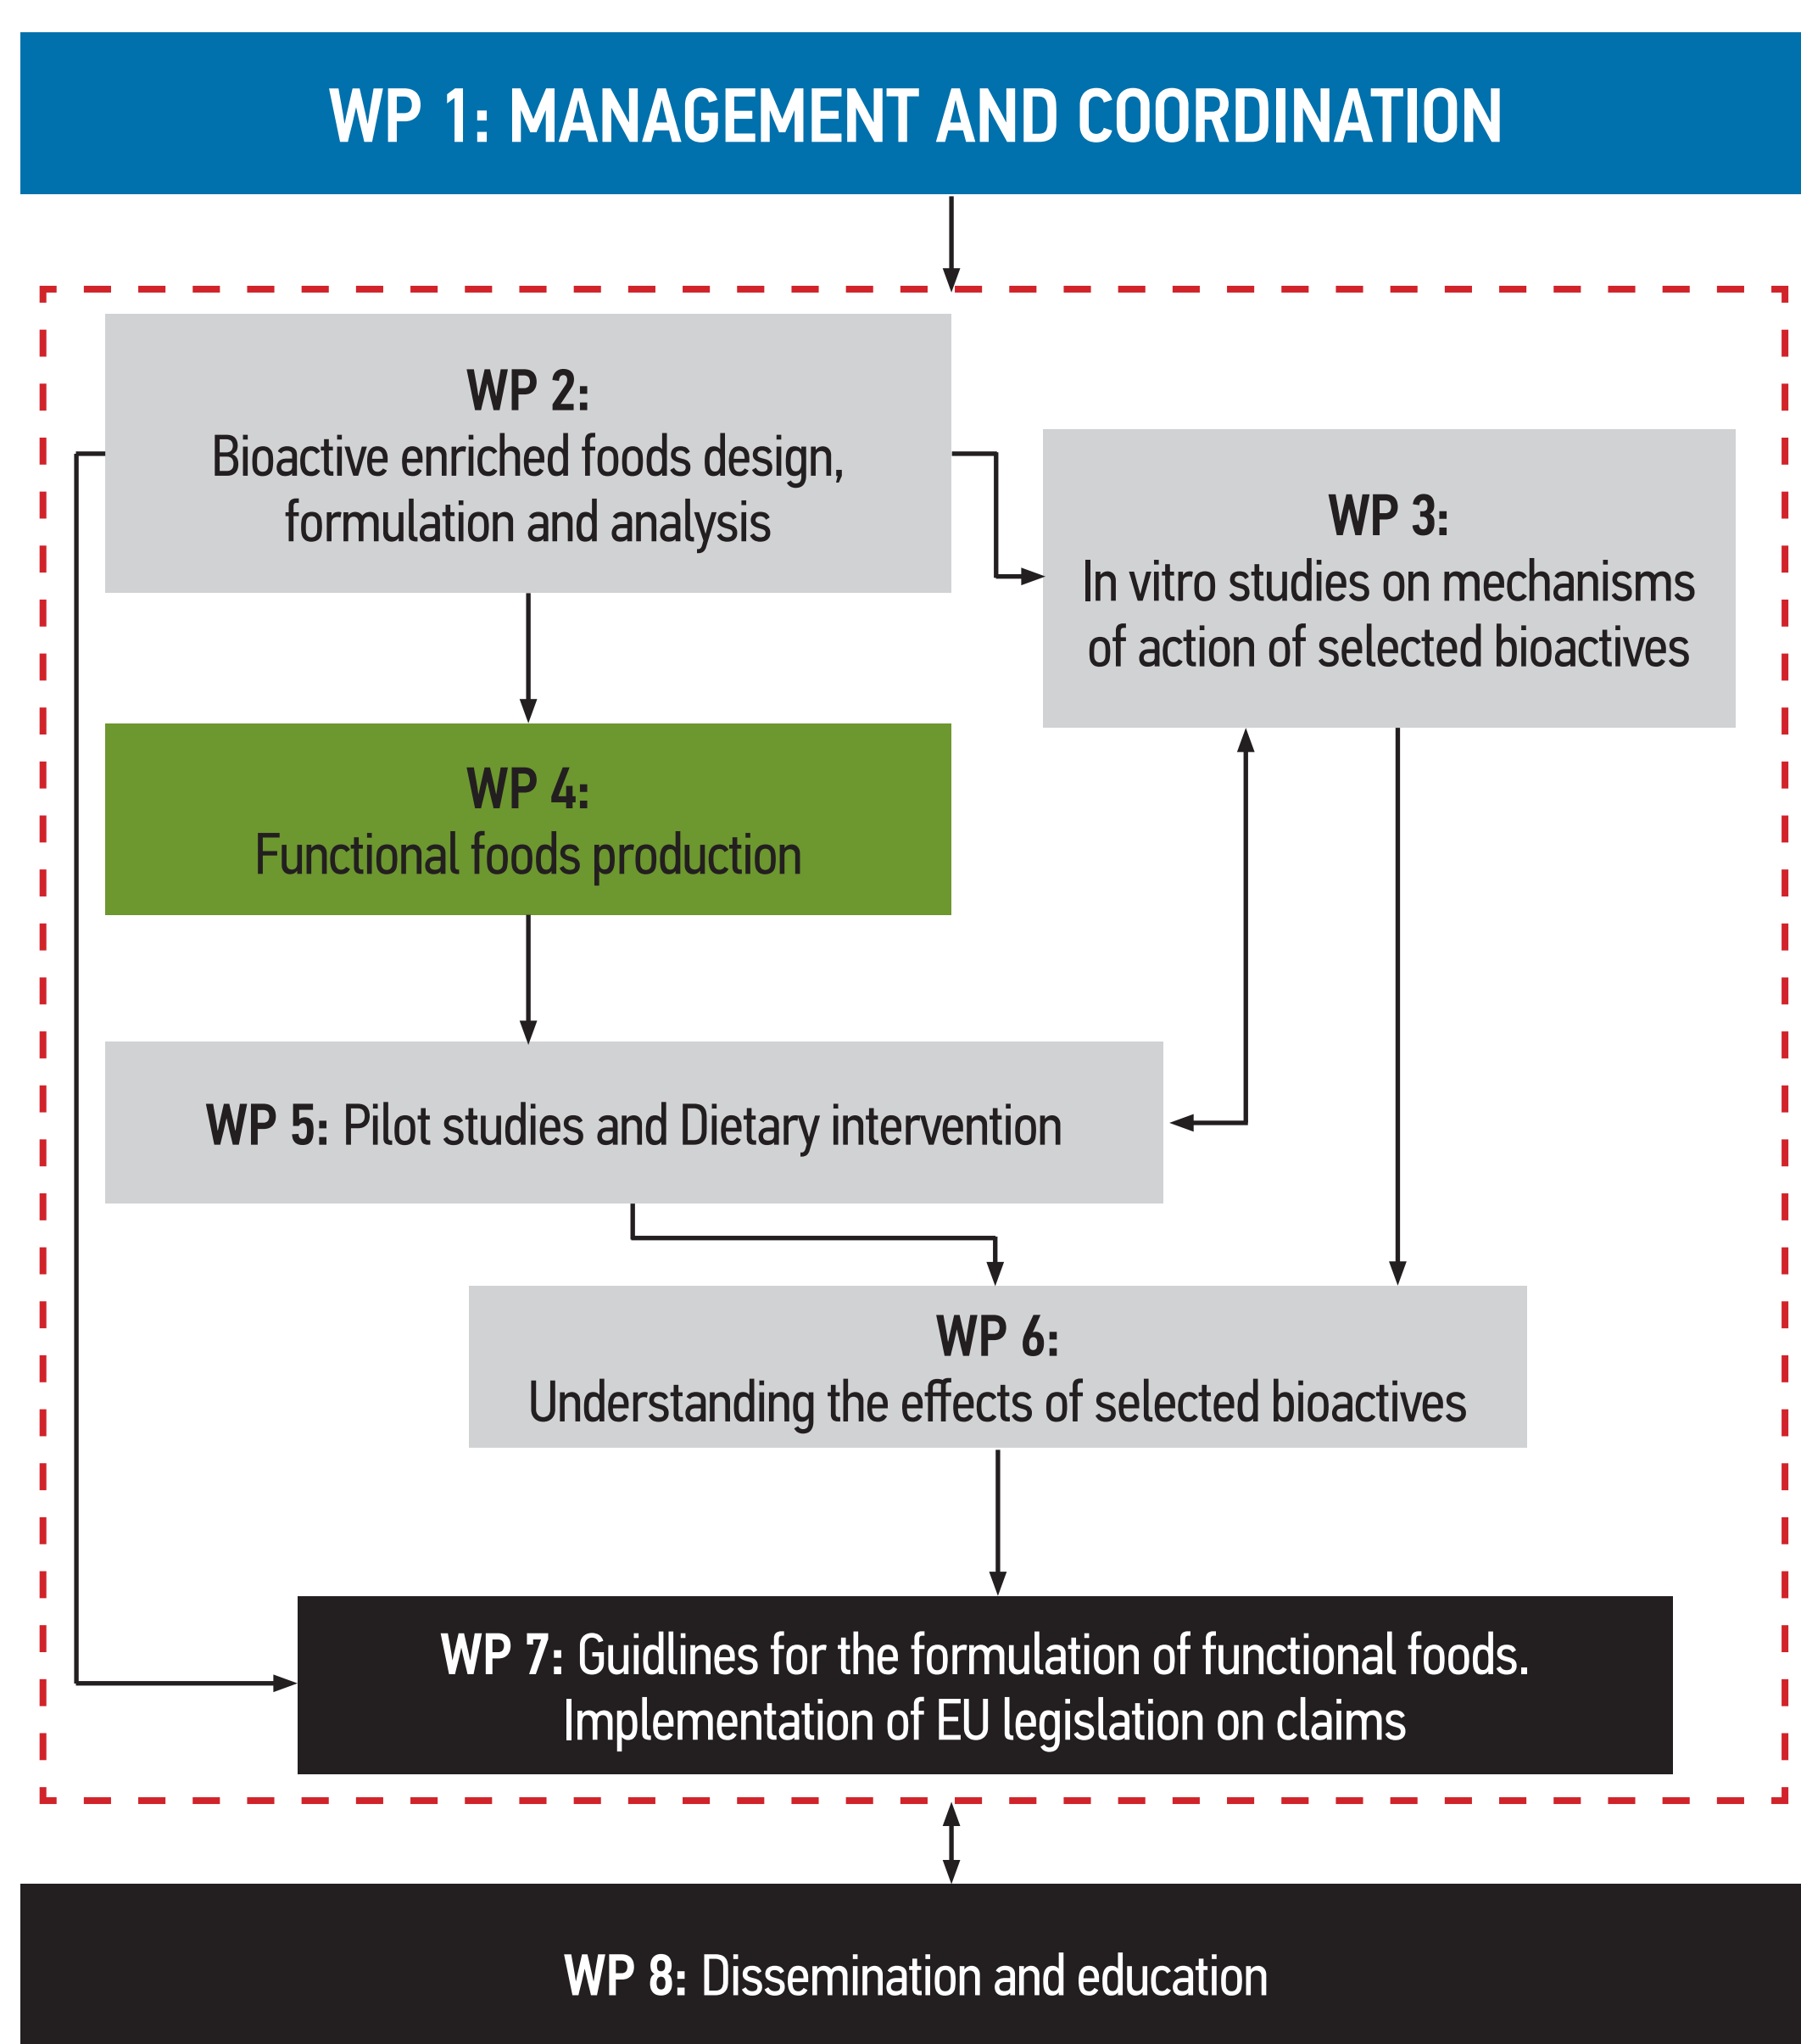 WP 1: MANAGEMENT AND COORDINATION
WP 2:
Bioactive enriched foods design,
formulation and analysis
WP 3:
In vitro studies on mechanisms
of action of selected bioactives
WP 4:
Functional foods production
WP 5: Pilot studies and Dietary intervention
WP 6:
Understanding the effects of selected bioactives
WP 7: Guidlines for the formulation of functional foods.
Implementation of EU legislation on claims
WP 8: Dissemination and education